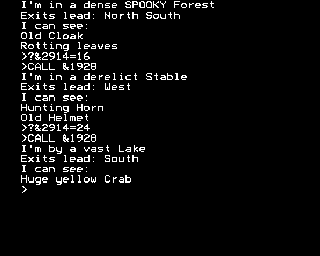 I'm in a dense SPOOKY Forest
Exits lead: North South
I can see:
Old Cloak
Rotting leaves
>?&2914=16
>CALL &1928
I'm in a derelict Stable
Exits lead: West
I can see:
Hunting Horn
Old Helmet
>?&2914=24
>CALL &1928
I'm by a vast Lake
Exits lead: South
I can see:
Huge yellow Crab
>